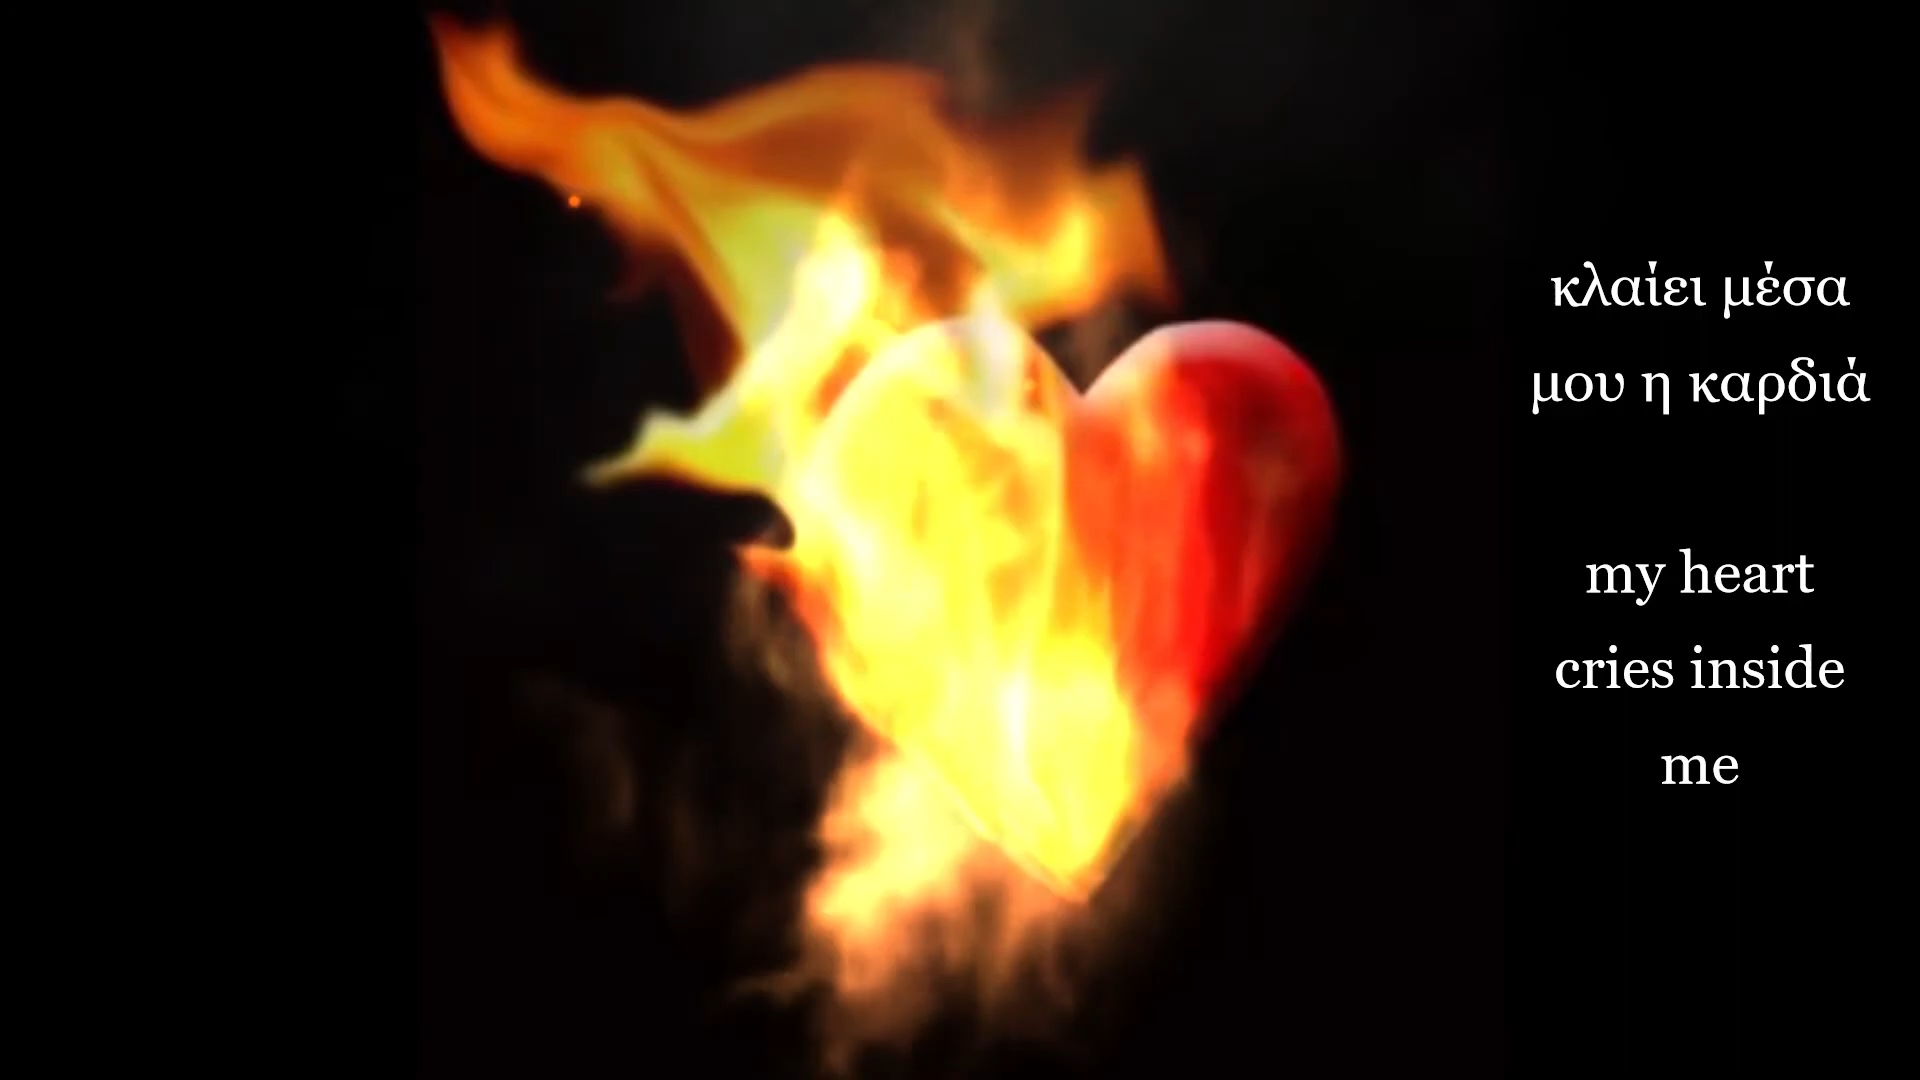 κλαίει μέσα
μου η καρδιά
my heart
cries inside
me